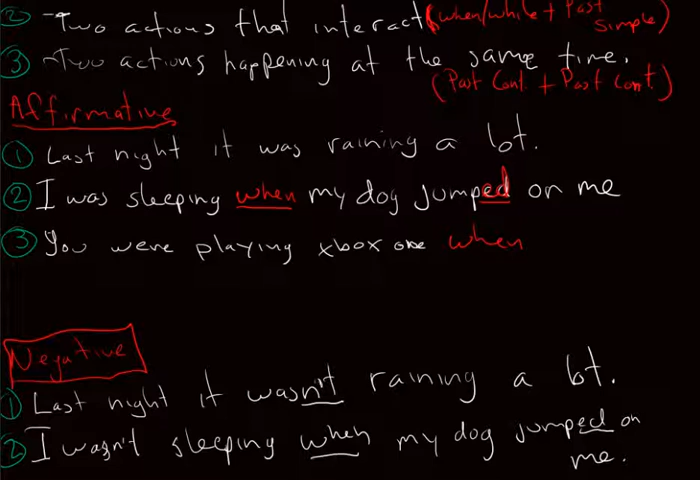 ② - Two actions that interact (when/while + Past Simple)
③ - Two actions happening at the same time.
(Past Cont. + Past Cont.)
Affirmative
① Last night it was raining a lot.
② I was sleeping when my dog jumped on me
③ You were playing xbox one when
Negative
① Last night it wasn't raining a lot.
② I wasn't sleeping when my dog jumped on
me.